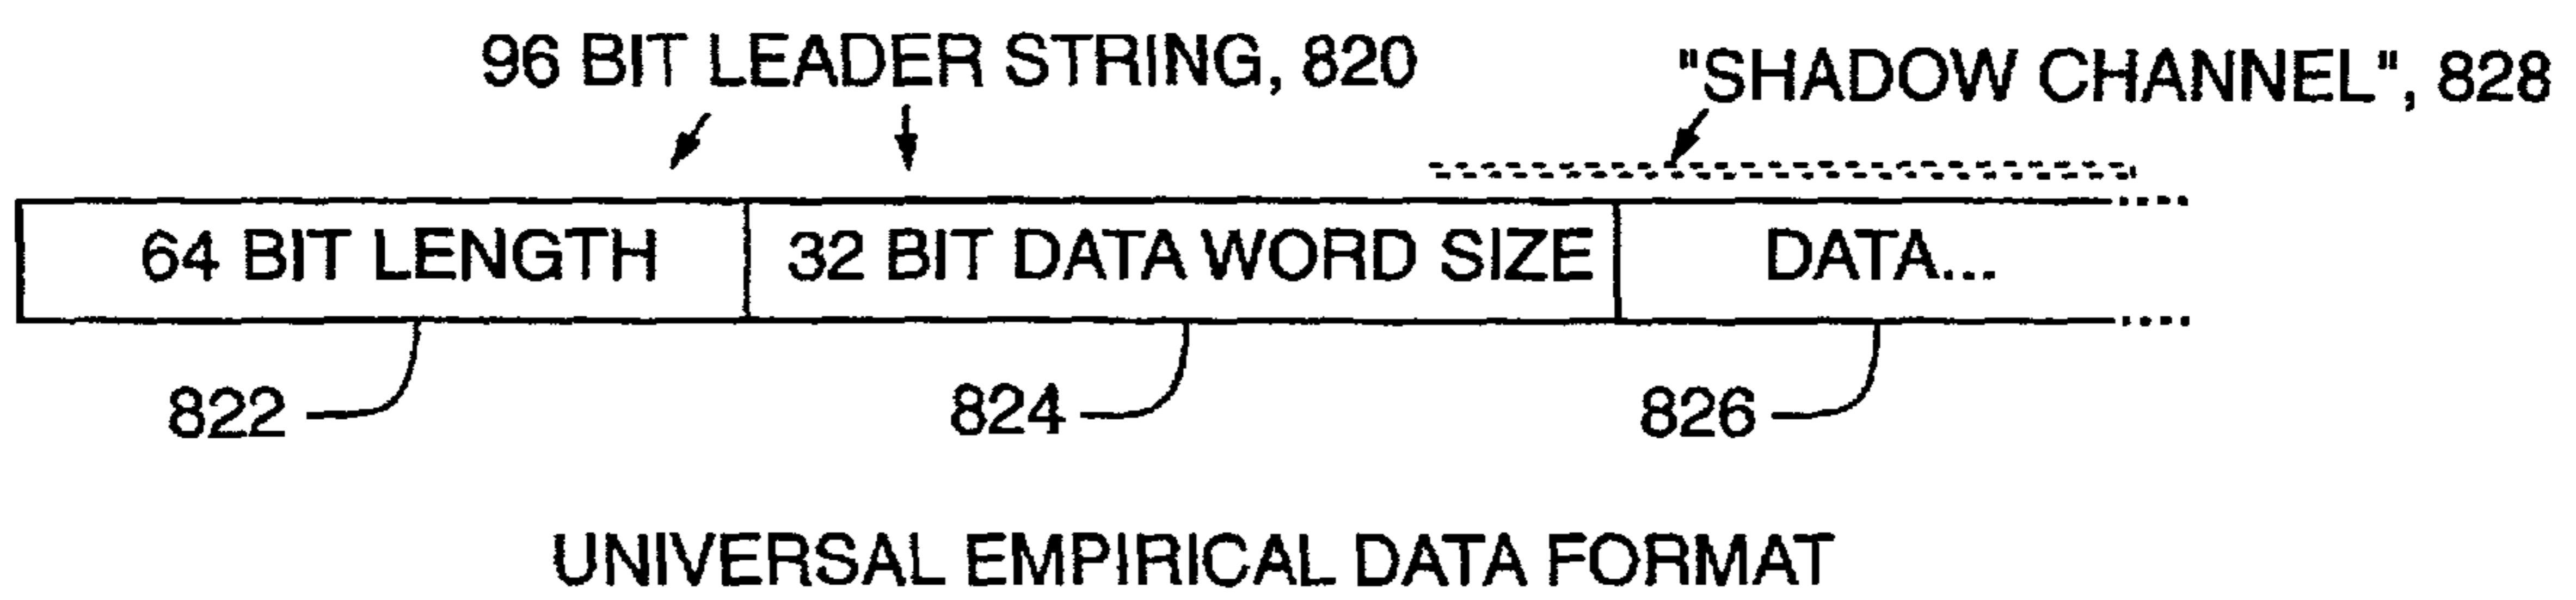 96 BIT LEADER STRING, 820
"SHADOW CHANNEL", 828
64 BIT LENGTH
32 BIT DATA WORD SIZE
DATA...
822
824
826
UNIVERSAL EMPIRICAL DATA FORMAT